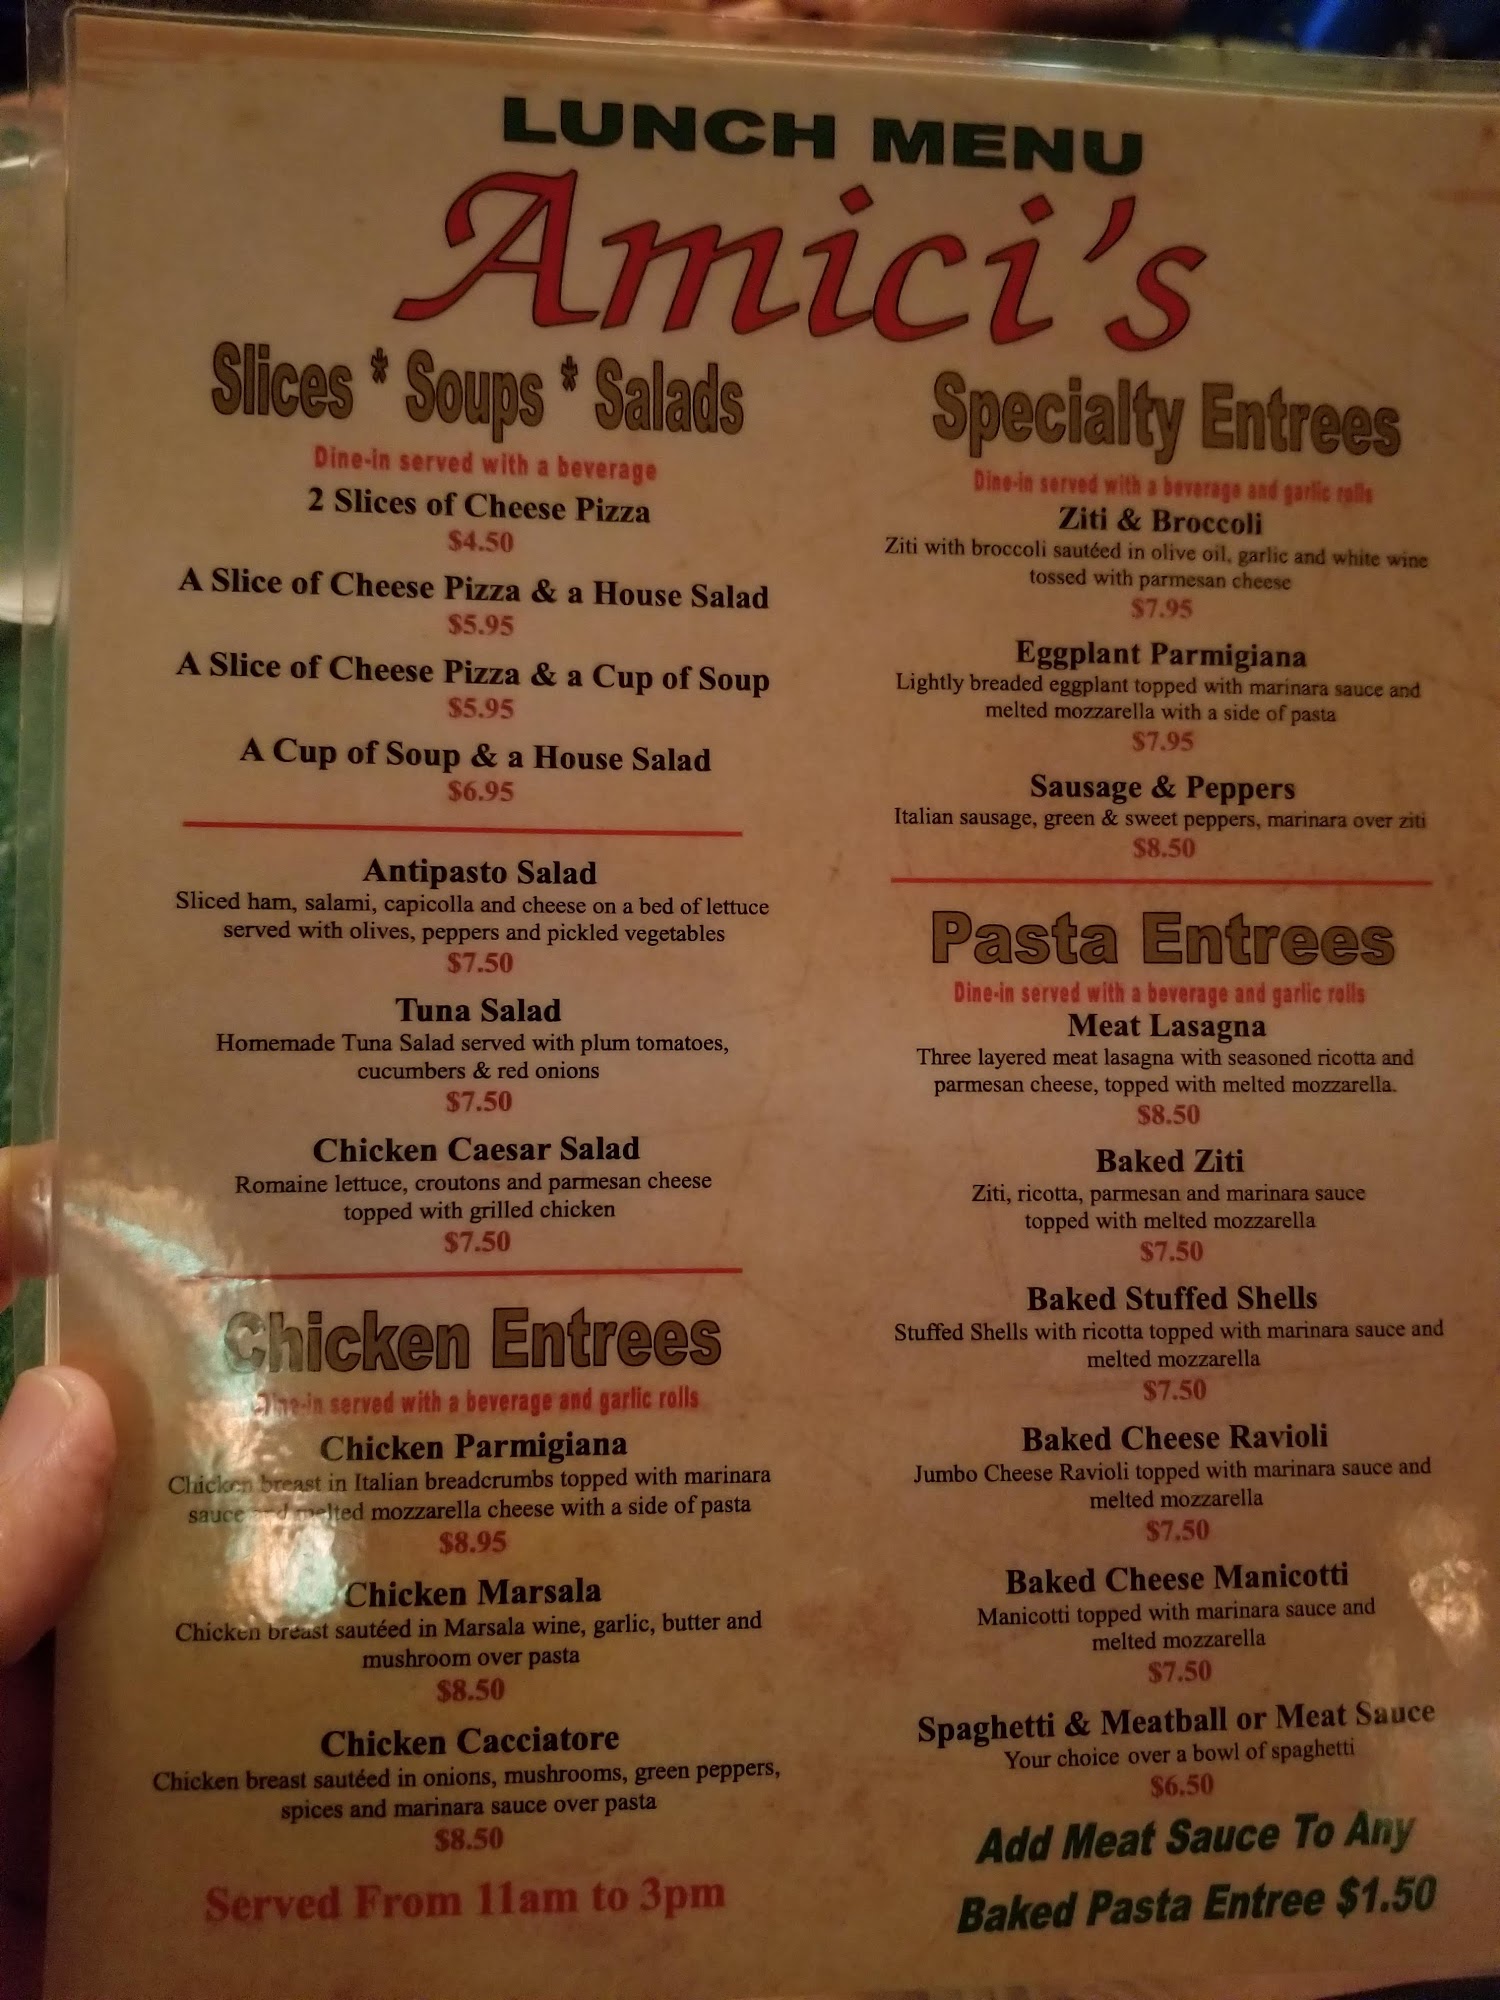 LUNCH MENU
Amici's
Slices * Soups * Salads
Dine-in served with a beverage
2 Slices of Cheese Pizza
$4.50
A Slice of Cheese Pizza & a House Salad
$5.95
A Slice of Cheese Pizza & a Cup of Soup
$5.95
A Cup of Soup & a House Salad
$6.95
Antipasto Salad
Sliced ham, salami, capicolla and cheese on a bed of lettuce
served with olives, peppers and pickled vegetables
$7.50
Tuna Salad
Homemade Tuna Salad served with plum tomatoes,
cucumbers & red onions
$7.50
Chicken Caesar Salad
Romaine lettuce, croutons and parmesan cheese
topped with grilled chicken
$7.50
Chicken Entrees
Dine-in served with a beverage and garlic rolls
Chicken Parmigiana
Chicken breast in Italian breadcrumbs topped with marinara
sauce and melted mozzarella cheese with a side of pasta
$8.95
Chicken Marsala
Chicken breast sautéed in Marsala wine, garlic, butter and
mushroom over pasta
$8.50
Chicken Cacciatore
Chicken breast sautéed in onions, mushrooms, green peppers,
spices and marinara sauce over pasta
$8.50
Served From 11am to 3pm
Specialty Entrees
Dine-in served with a beverage and garlic rolls
Ziti & Broccoli
Ziti with broccoli sautéed in olive oil, garlic and white wine
tossed with parmesan cheese
$7.95
Eggplant Parmigiana
Lightly breaded eggplant topped with marinara sauce and
melted mozzarella with a side of pasta
$7.95
Sausage & Peppers
Italian sausage, green & sweet peppers, marinara over ziti
$8.50
Pasta Entrees
Dine-in served with a beverage and garlic rolls
Meat Lasagna
Three layered meat lasagna with seasoned ricotta and
parmesan cheese, topped with melted mozzarella.
$8.50
Baked Ziti
Ziti, ricotta, parmesan and marinara sauce
topped with melted mozzarella
$7.50
Baked Stuffed Shells
Stuffed Shells with ricotta topped with marinara sauce and
melted mozzarella
$7.50
Baked Cheese Ravioli
Jumbo Cheese Ravioli topped with marinara sauce and
melted mozzarella
$7.50
Baked Cheese Manicotti
Manicotti topped with marinara sauce and
melted mozzarella
$7.50
Spaghetti & Meatball or Meat Sauce
Your choice over a bowl of spaghetti
$6.50
Add Meat Sauce To Any
Baked Pasta Entree $1.50